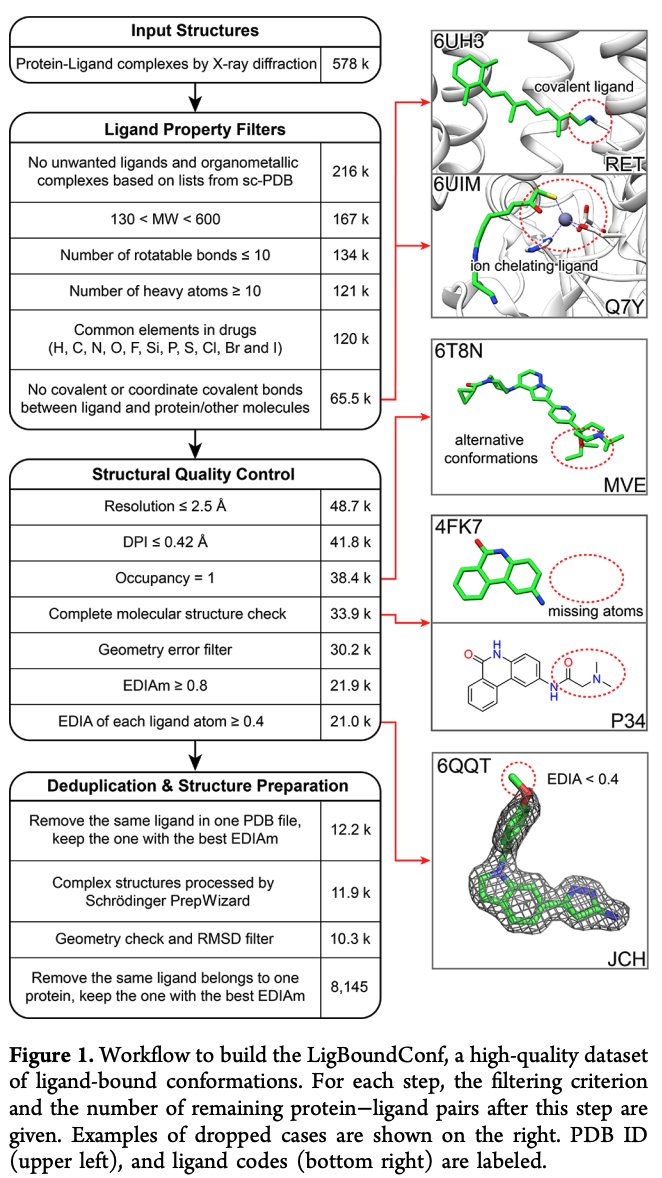 Input Structures
Protein-Ligand complexes by X-ray diffraction 578 k
Ligand Property Filters
No unwanted ligands and organometallic
complexes based on lists from sc-PDB
216 k
130 < MW < 600 167 k
Number of rotatable bonds ≤ 10 134 k
Number of heavy atoms ≥ 10 121 k
Common elements in drugs
(H, C, N, O, F, Si, P, S, Cl, Br and I)
120 k
No covalent or coordinate covalent bonds
between ligand and protein/other molecules
65.5 k
Structural Quality Control
Resolution ≤ 2.5 Å 48.7 k
DPI ≤ 0.42 Å 41.8 k
Occupancy = 1 38.4 k
Complete molecular structure check 33.9 k
Geometry error filter 30.2 k
EDIAm ≥ 0.8 21.9 k
EDIA of each ligand atom ≥ 0.4 21.0 k
Deduplication & Structure Preparation
Remove the same ligand in one PDB file,
keep the one with the best EDIAm
12.2 k
Complex structures processed by
Schrödinger PrepWizard
11.9 k
Geometry check and RMSD filter 10.3 k
Remove the same ligand belongs to one
protein, keep the one with the best EDIAm
8,145
6UH3
covalent ligand
RET
6UIM
ion chelating ligand
Q7Y
6T8N
alternative
conformations
MVE
4FK7
missing atoms
H
N
O
O
N
N
H
P34
6QQT
EDIA < 0.4
JCH
Figure 1. Workflow to build the LigBoundConf, a high-quality dataset
of ligand-bound conformations. For each step, the filtering criterion
and the number of remaining protein−ligand pairs after this step are
given. Examples of dropped cases are shown on the right. PDB ID
(upper left), and ligand codes (bottom right) are labeled.